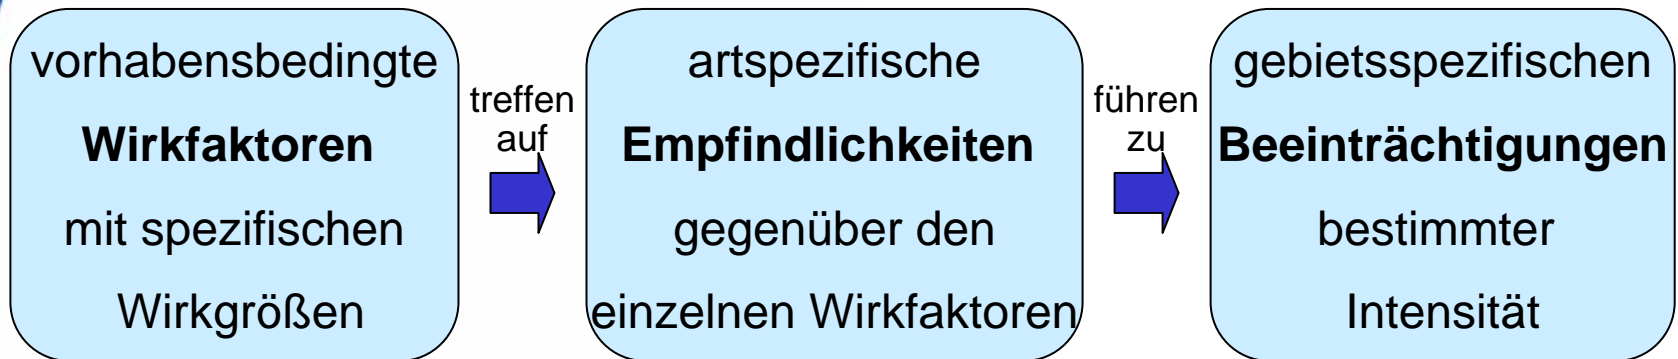 vorhabensbedingte
Wirkfaktoren
mit spezifischen
Wirkgrößen
treffen
auf
artspezifische
Empfindlichkeiten
gegenüber den
einzelnen Wirkfaktoren
führen
zu
gebietsspezifischen
Beeinträchtigungen
bestimmter
Intensität